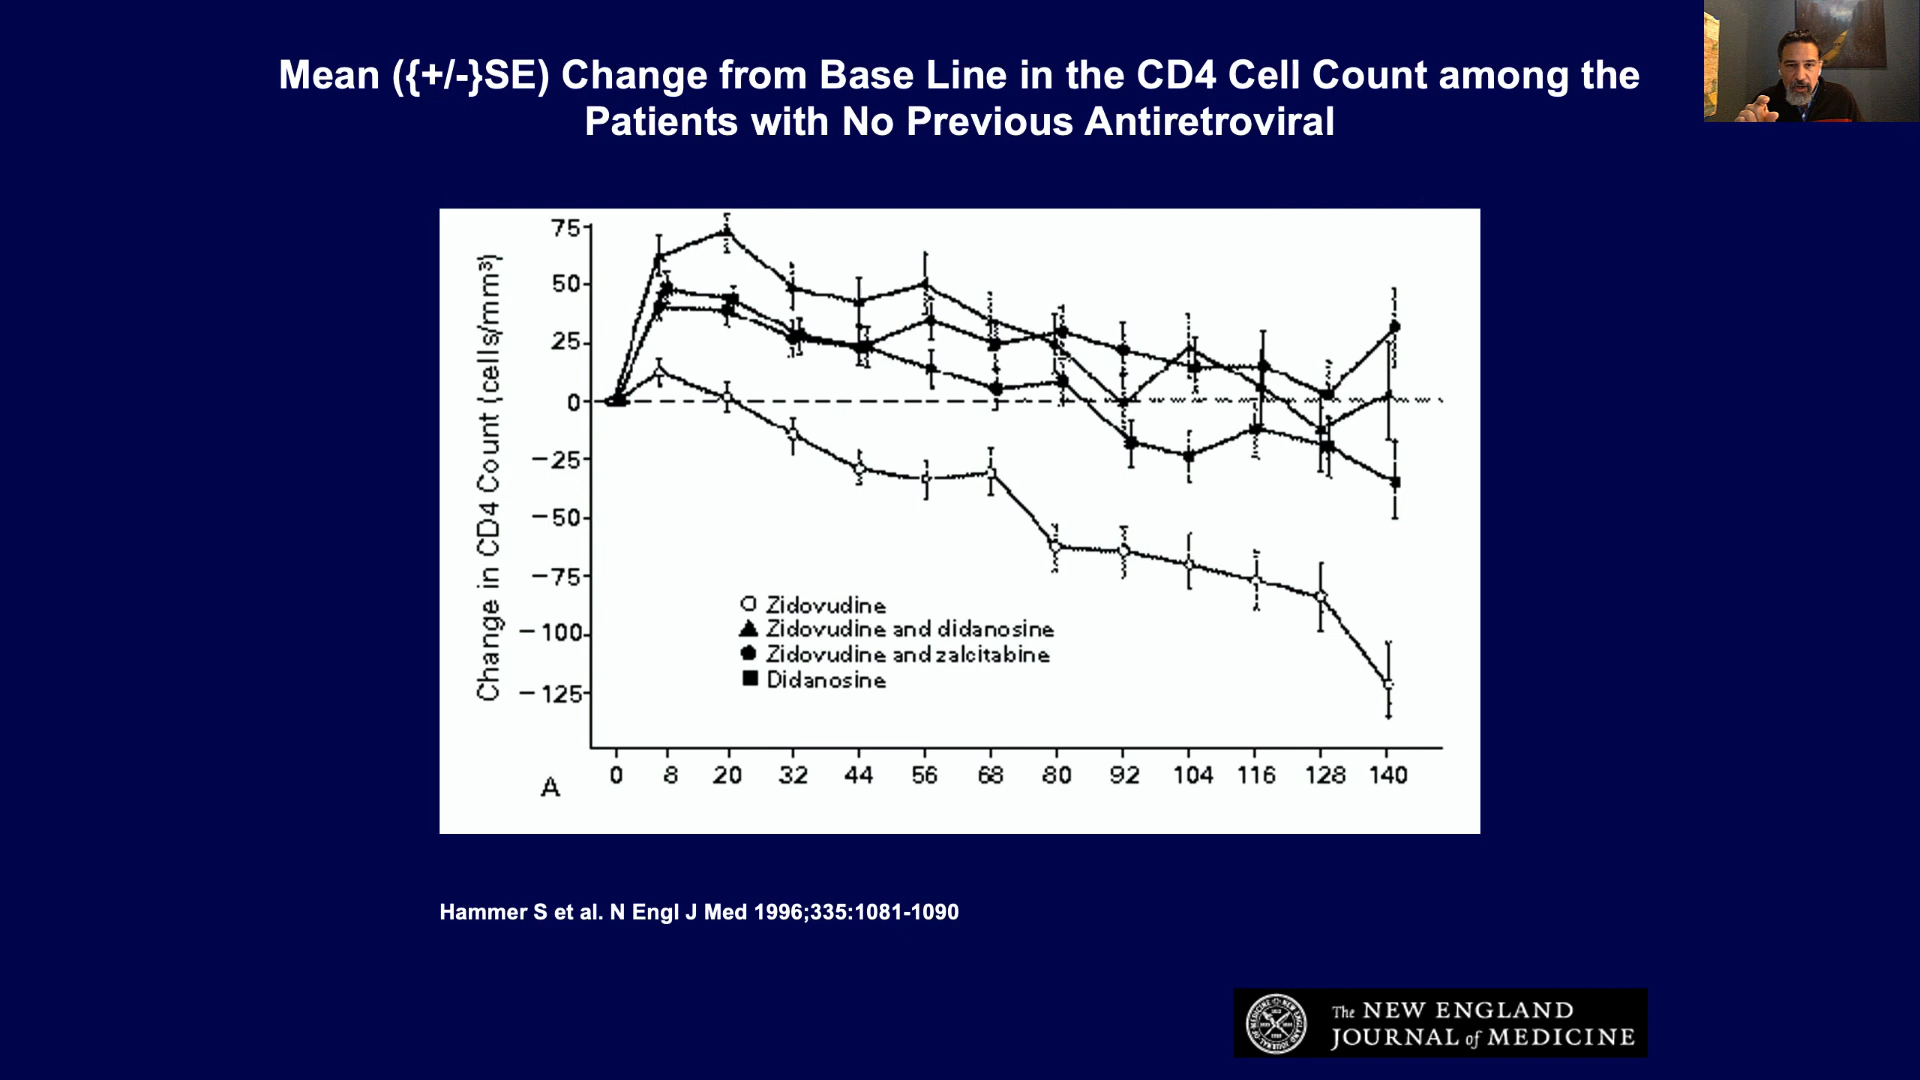 Mean ({+/-}SE) Change from Base Line in the CD4 Cell Count among the
Patients with No Previous Antiretroviral
Change in CD4 Count (cells/mm³)
75
50
25
0
−25
−50
−75
−100
−125
Zidovudine
Zidovudine and didanosine
Zidovudine and zalcitabine
Didanosine
0 8 20 32 44 56 68 80 92 104 116 128 140
A
Hammer S et al. N Engl J Med 1996;335:1081-1090
The NEW ENGLAND
JOURNAL of MEDICINE